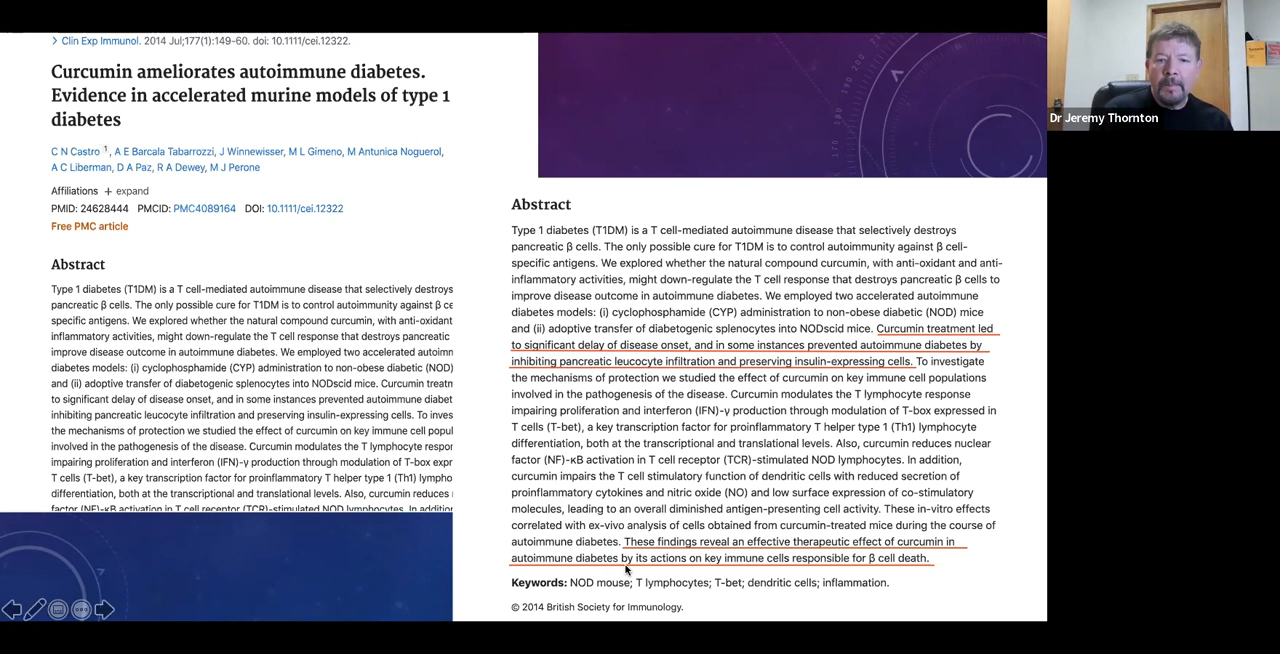 > Clin Exp Immunol. 2014 Jul;177(1):149-60. doi: 10.1111/cei.12322.
Curcumin ameliorates autoimmune diabetes.
Evidence in accelerated murine models of type 1
diabetes
C N Castro 1, A E Barcala Tabarrozzi, J Winnewisser, M L Gimeno, M Antunica Noguerol,
A C Liberman, D A Paz, R A Dewey, M J Perone
Affiliations + expand
PMID: 24628444 PMCID: PMC4089164 DOI: 10.1111/cei.12322
Free PMC article
Abstract
Type 1 diabetes (T1DM) is a T cell-mediated autoimmune disease that selectively destroys
pancreatic β cells. The only possible cure for T1DM is to control autoimmunity against β ce
specific antigens. We explored whether the natural compound curcumin, with anti-oxidant
inflammatory activities, might down-regulate the T cell response that destroys pancreatic
improve disease outcome in autoimmune diabetes. We employed two accelerated autoimm
diabetes models: (i) cyclophosphamide (CYP) administration to non-obese diabetic (NOD)
and (ii) adoptive transfer of diabetogenic splenocytes into NODscid mice. Curcumin treatm
to significant delay of disease onset, and in some instances prevented autoimmune diabet
inhibiting pancreatic leucocyte infiltration and preserving insulin-expressing cells. To inves
the mechanisms of protection we studied the effect of curcumin on key immune cell popul
involved in the pathogenesis of the disease. Curcumin modulates the T lymphocyte respor
impairing proliferation and interferon (IFN)-γ production through modulation of T-box expr
T cells (T-bet), a key transcription factor for proinflammatory T helper type 1 (Th1) lympho
differentiation, both at the transcriptional and translational levels. Also, curcumin reduces
factor (NF)-κB activation in T cell receptor (TCR)-stimulated NOD lymphocytes. In addition
Abstract
Type 1 diabetes (T1DM) is a T cell-mediated autoimmune disease that selectively destroys
pancreatic β cells. The only possible cure for T1DM is to control autoimmunity against β cell-
specific antigens. We explored whether the natural compound curcumin, with anti-oxidant and anti-
inflammatory activities, might down-regulate the T cell response that destroys pancreatic β cells to
improve disease outcome in autoimmune diabetes. We employed two accelerated autoimmune
diabetes models: (i) cyclophosphamide (CYP) administration to non-obese diabetic (NOD) mice
and (ii) adoptive transfer of diabetogenic splenocytes into NODscid mice. Curcumin treatment led
to significant delay of disease onset, and in some instances prevented autoimmune diabetes by
inhibiting pancreatic leucocyte infiltration and preserving insulin-expressing cells. To investigate
the mechanisms of protection we studied the effect of curcumin on key immune cell populations
involved in the pathogenesis of the disease. Curcumin modulates the T lymphocyte response
impairing proliferation and interferon (IFN)-γ production through modulation of T-box expressed in
T cells (T-bet), a key transcription factor for proinflammatory T helper type 1 (Th1) lymphocyte
differentiation, both at the transcriptional and translational levels. Also, curcumin reduces nuclear
factor (NF)-κB activation in T cell receptor (TCR)-stimulated NOD lymphocytes. In addition,
curcumin impairs the T cell stimulatory function of dendritic cells with reduced secretion of
proinflammatory cytokines and nitric oxide (NO) and low surface expression of co-stimulatory
molecules, leading to an overall diminished antigen-presenting cell activity. These in-vitro effects
correlated with ex-vivo analysis of cells obtained from curcumin-treated mice during the course of
autoimmune diabetes. These findings reveal an effective therapeutic effect of curcumin in
autoimmune diabetes by its actions on key immune cells responsible for β cell death.
Keywords: NOD mouse; T lymphocytes; T-bet; dendritic cells; inflammation.
© 2014 British Society for Immunology.
170 180 190 200
Dr Jeremy Thornton